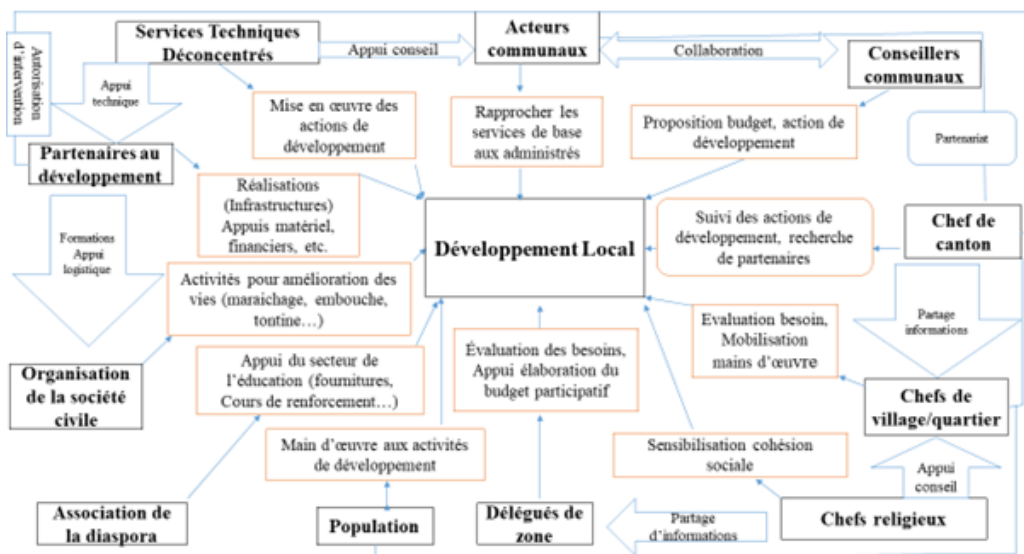 Services Techniques
Déconcentrés
Appui conseil
Acteurs
communaux
Collaboration
Conseillers
communaux
Autorisation
d'intervention
Appui
technique
Mise en œuvre des
actions de
développement
Rapprocher les
services de base
aux administrés
Proposition budget, action de
développement
Partenariat
Partenaires au
développement
Réalisations
(Infrastructures)
Appuis matériel,
financiers, etc.
Développement Local
Suivi des actions de
développement, recherche
de partenaires
Chef de
canton
Formations
Appui
logistique
Activités pour amélioration des
vies (maraichage, embouche,
tontine…)
Evaluation besoin,
Mobilisation
mains d'œuvre
Partage
informations
Organisation
de la société
civile
Appui du secteur de
l'éducation (fournitures,
Cours de renforcement…)
Évaluation des besoins,
Appui élaboration du
budget participatif
Chefs de
village/quartier
Main d'œuvre aux activités
de développement
Sensibilisation cohésion
sociale
Appui
conseil
Association de
la diaspora
Population
Délégués de
zone
Partage
d'informations
Chefs religieux